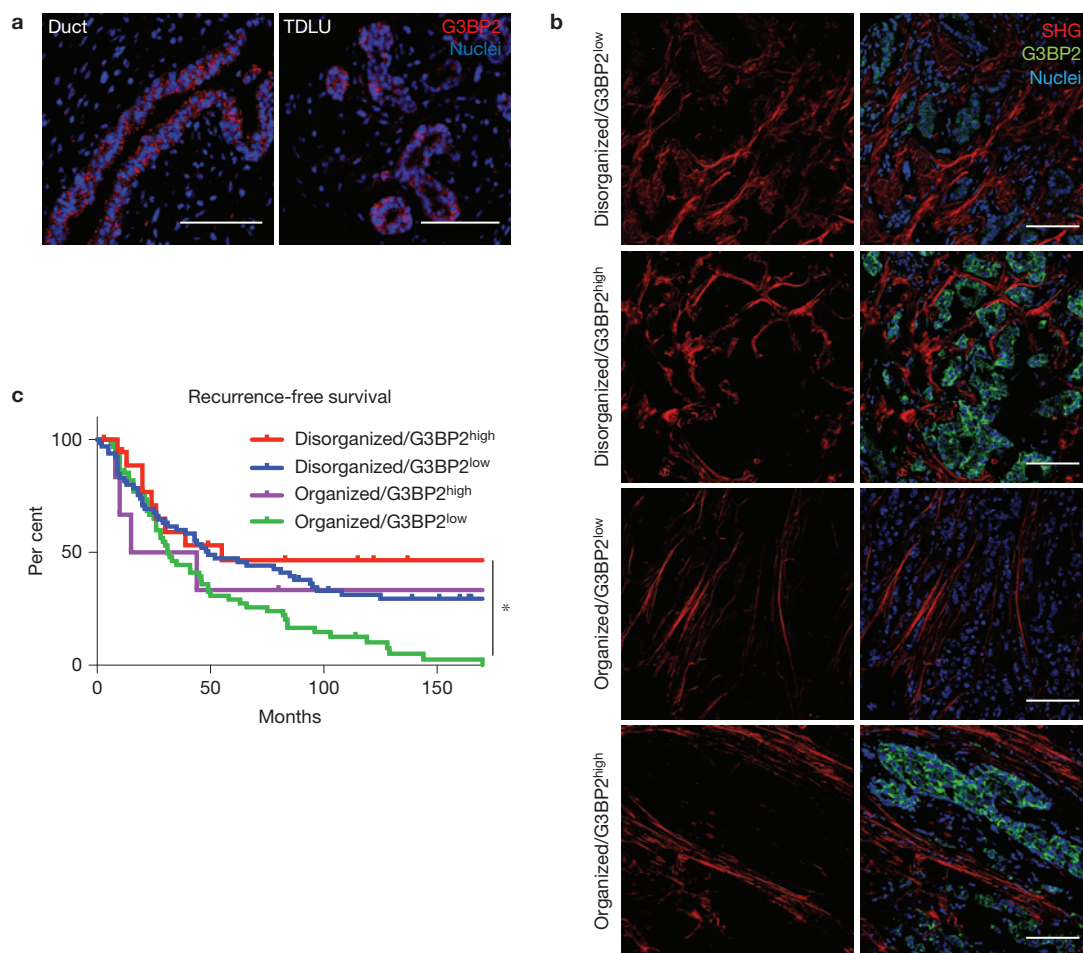 a
Duct
TDLU
G3BP2
Nuclei
b
Disorganized/G3BP2low
SHG
G3BP2
Nuclei
Disorganized/G3BP2high
Organized/G3BP2low
Organized/G3BP2high
c
Recurrence-free survival
Disorganized/G3BP2high
Disorganized/G3BP2low
Organized/G3BP2high
Organized/G3BP2low
100
50
0
Per cent
*
0 50 100 150
Months